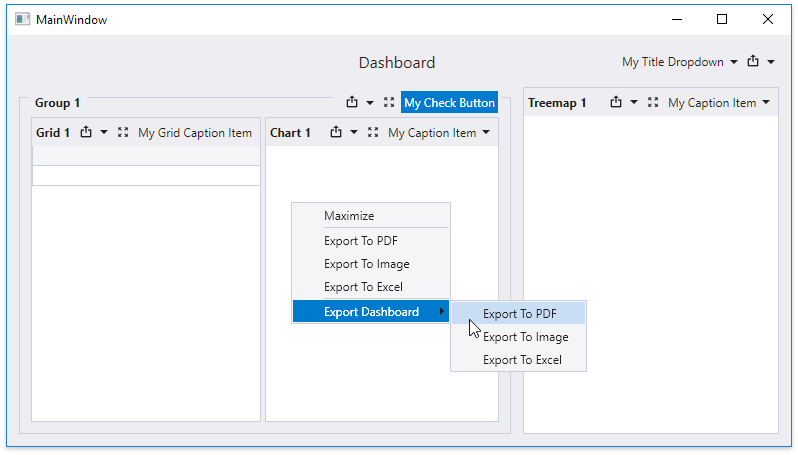 MainWindow
Dashboard
My Title Dropdown
Group 1
My Check Button
Treemap 1
My Caption Item
Grid 1
My Grid Caption Item
Chart 1
My Caption Item
Maximize
Export To PDF
Export To Image
Export To Excel
Export Dashboard
Export To PDF
Export To Image
Export To Excel